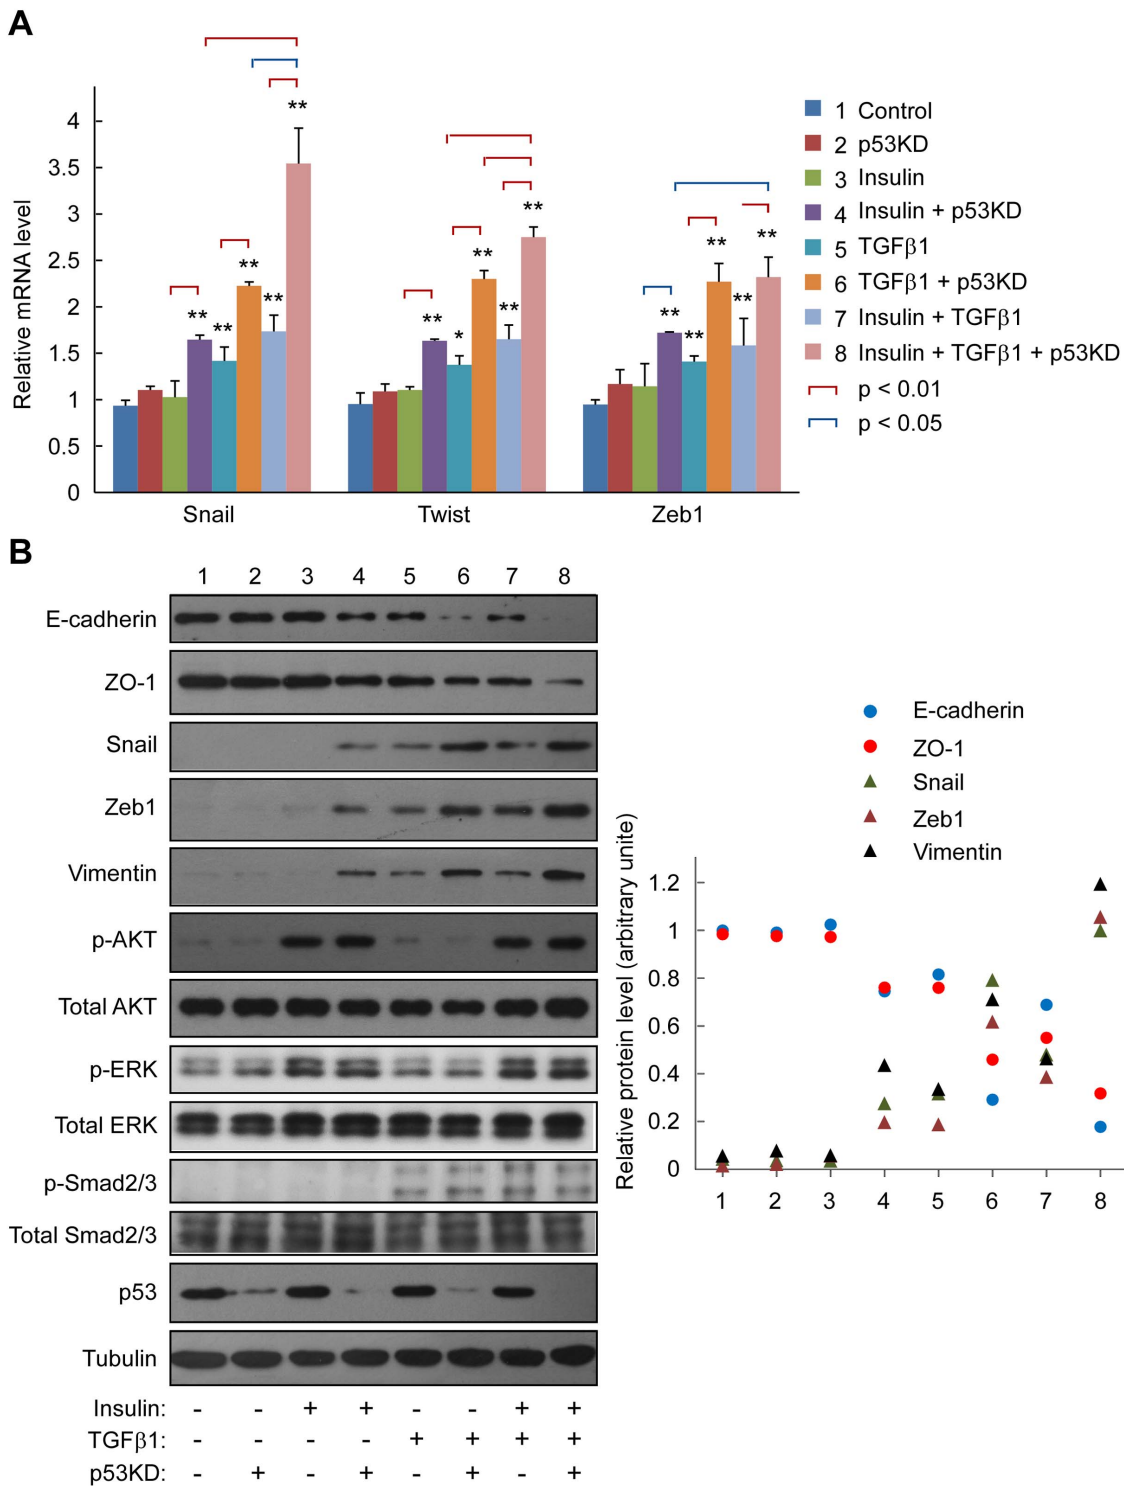 A
Relative mRNA level
4
3.5
3
2.5
2
1.5
1
0.5
0
** ** ** ** **
** * ** ** **
** ** ** ** **
Snail Twist Zeb1
1 Control
2 p53KD
3 Insulin
4 Insulin + p53KD
5 TGFβ1
6 TGFβ1 + p53KD
7 Insulin + TGFβ1
8 Insulin + TGFβ1 + p53KD
p < 0.01
p < 0.05
B
1 2 3 4 5 6 7 8
E-cadherin
ZO-1
Snail
Zeb1
Vimentin
p-AKT
Total AKT
p-ERK
Total ERK
p-Smad2/3
Total Smad2/3
p53
Tubulin
Insulin: - - + + - - + +
TGFβ1: - - - - + + + +
p53KD: - + - + - + - +
E-cadherin
ZO-1
Snail
Zeb1
Vimentin
Relative protein level (arbitrary unite)
1.2
1
0.8
0.6
0.4
0.2
0
1 2 3 4 5 6 7 8